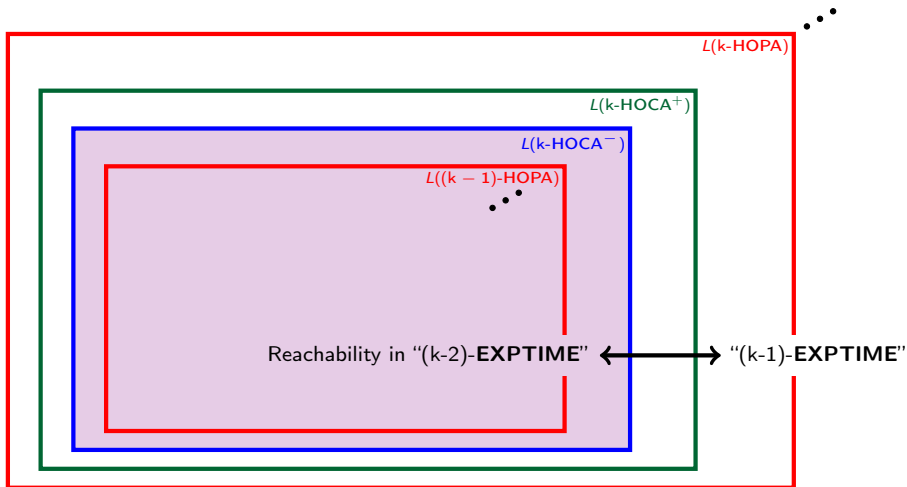 L(k-HOPA)
L(k-HOCA⁺)
L(k-HOCA⁻)
L((k − 1)-HOPA)
Reachability in “(k-2)-EXPTIME” “(k-1)-EXPTIME”